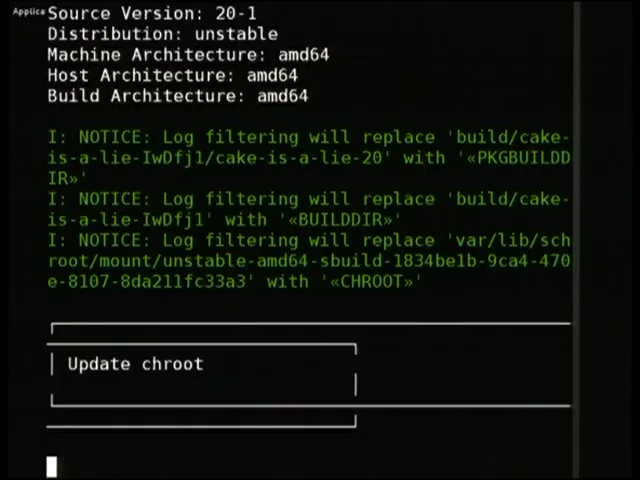 Applica
Source Version: 20-1
Distribution: unstable
Machine Architecture: amd64
Host Architecture: amd64
Build Architecture: amd64
I: NOTICE: Log filtering will replace 'build/cake-
is-a-lie-IwDfj1/cake-is-a-lie-20' with '«PKGBUILDD
IR»'
I: NOTICE: Log filtering will replace 'build/cake-
is-a-lie-IwDfj1' with '«BUILDDIR»'
I: NOTICE: Log filtering will replace 'var/lib/sch
root/mount/unstable-amd64-sbuild-1834be1b-9ca4-470
e-8107-8da211fc33a3' with '«CHROOT»'
Update chroot